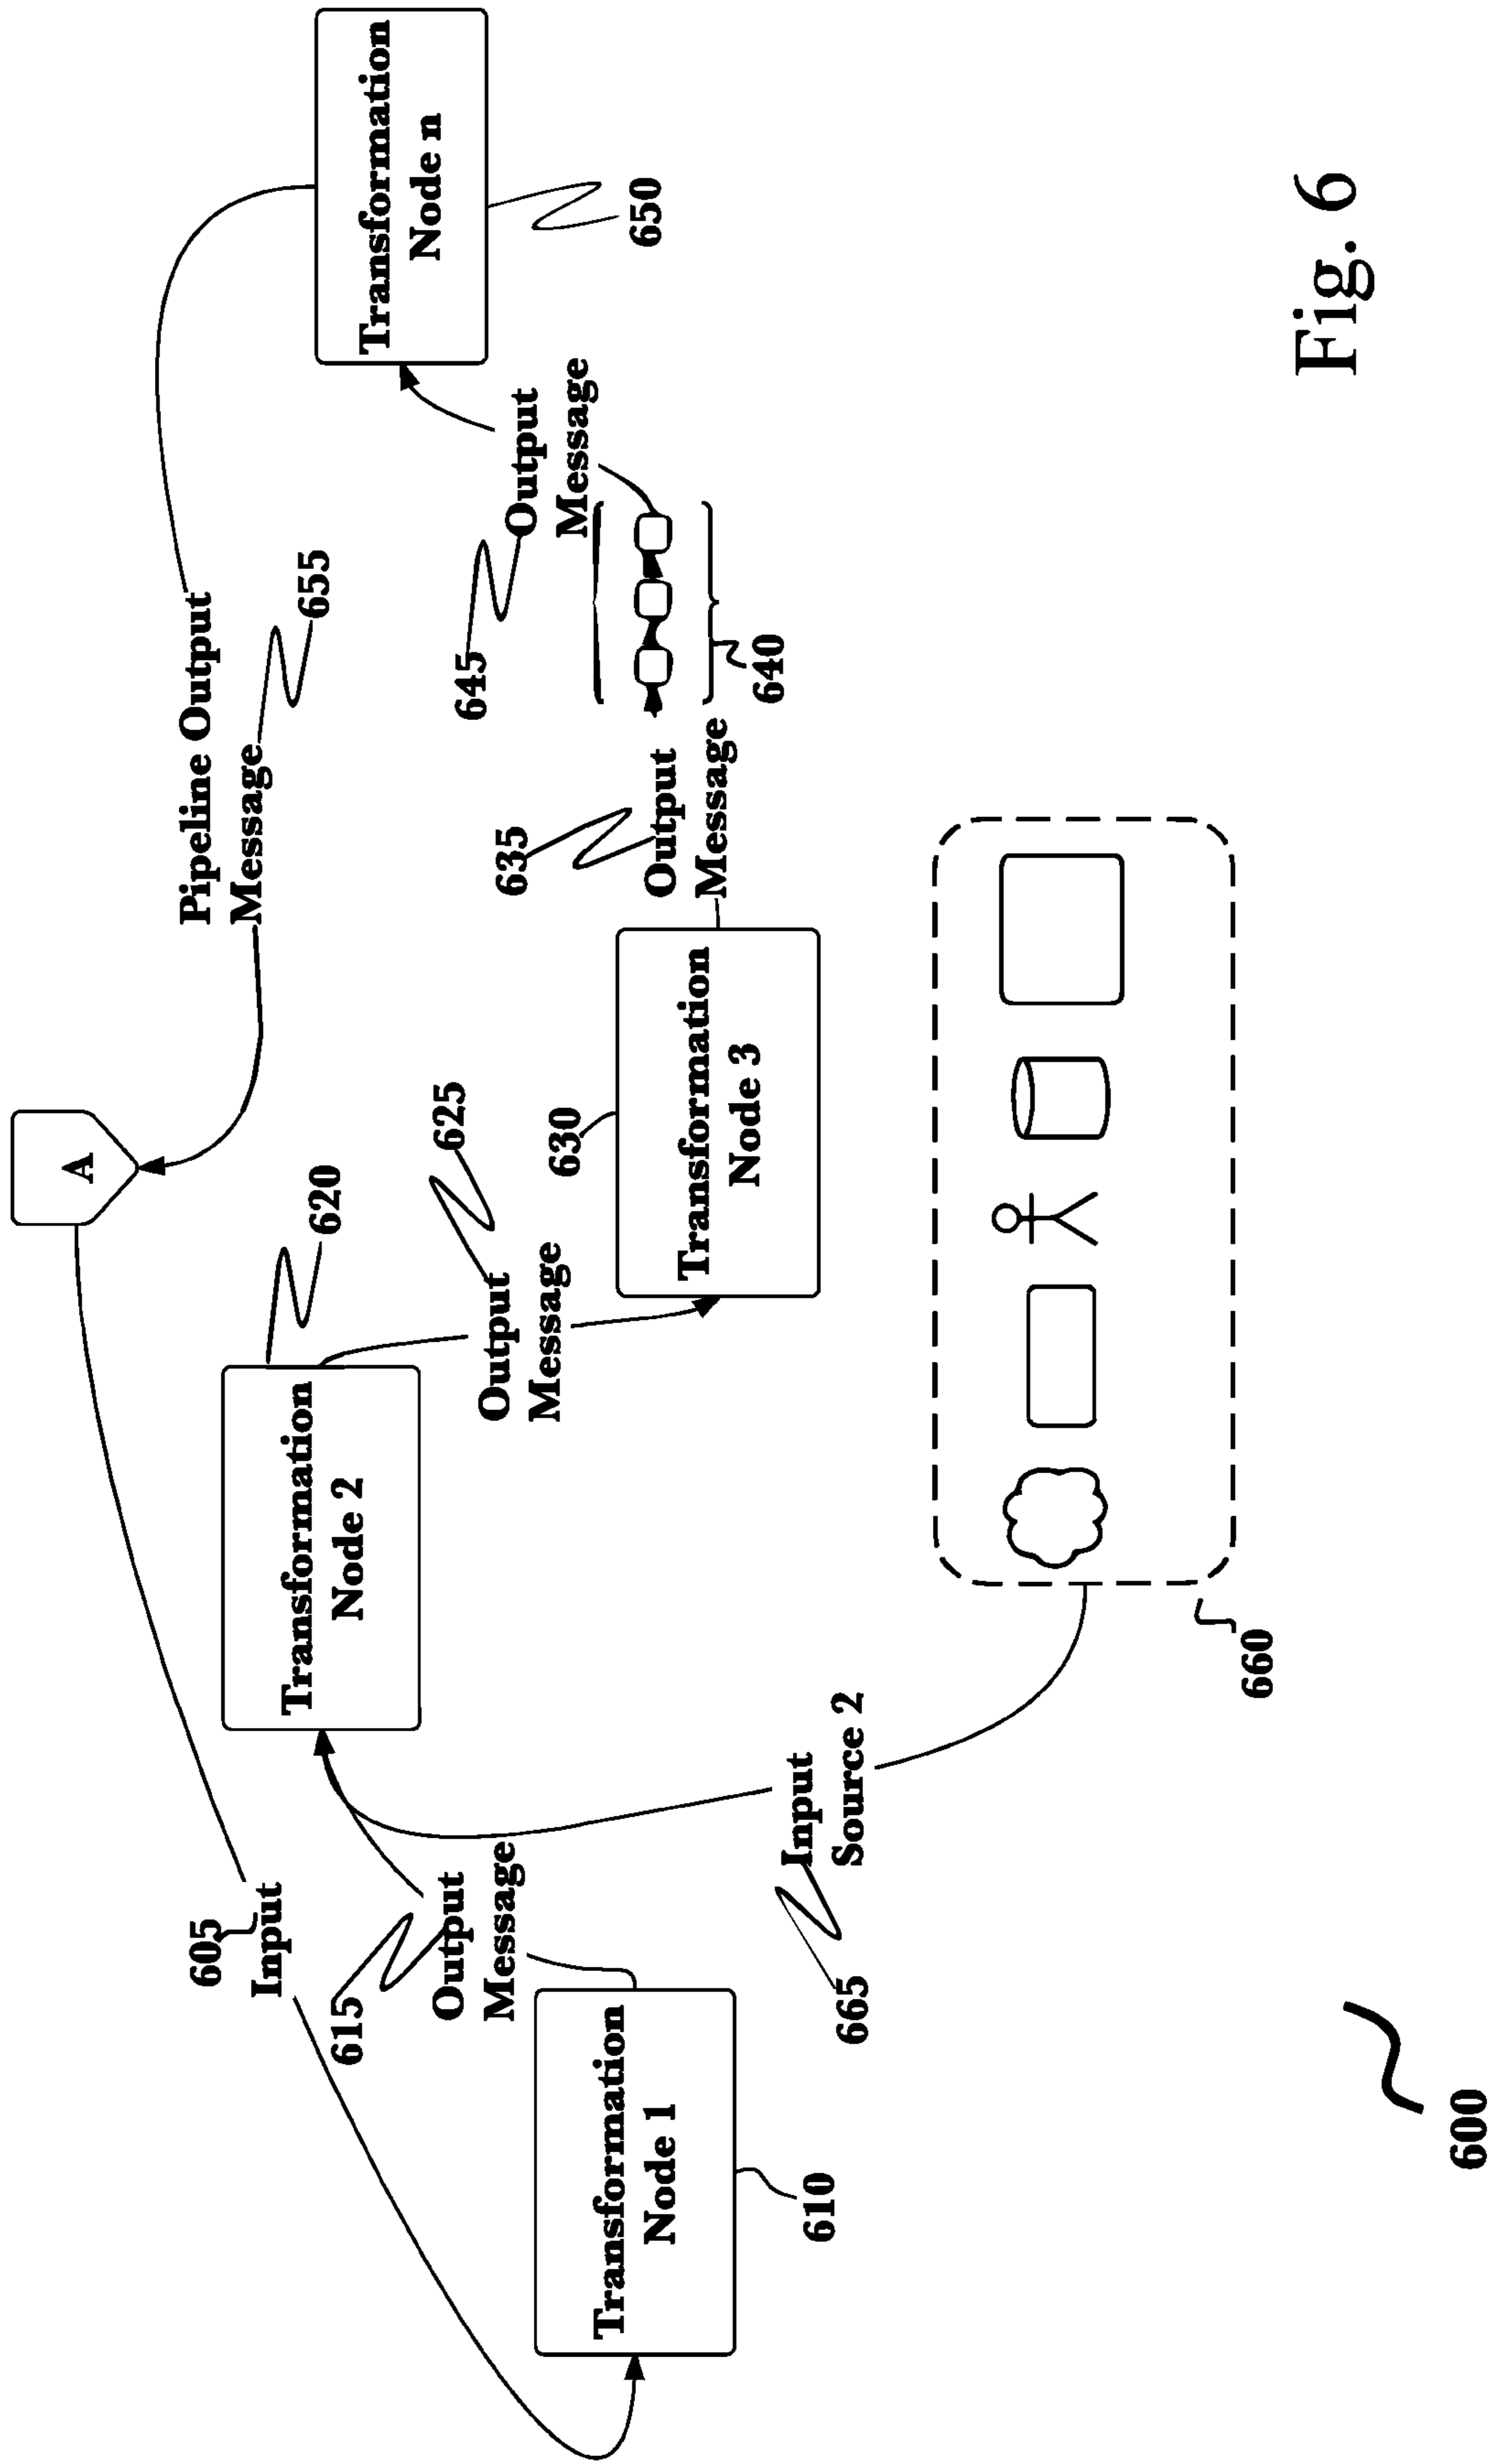 A
605
Input
Transformation
Node 1
610
615
Output
Message
Transformation
Node 2
620
665
Input
Source 2
660
Output
Message
625
Transformation
Node 3
630
635
Output
Message
640
645
Output
Message
Transformation
Node n
650
Pipeline Output
Message
655
600
Fig. 6